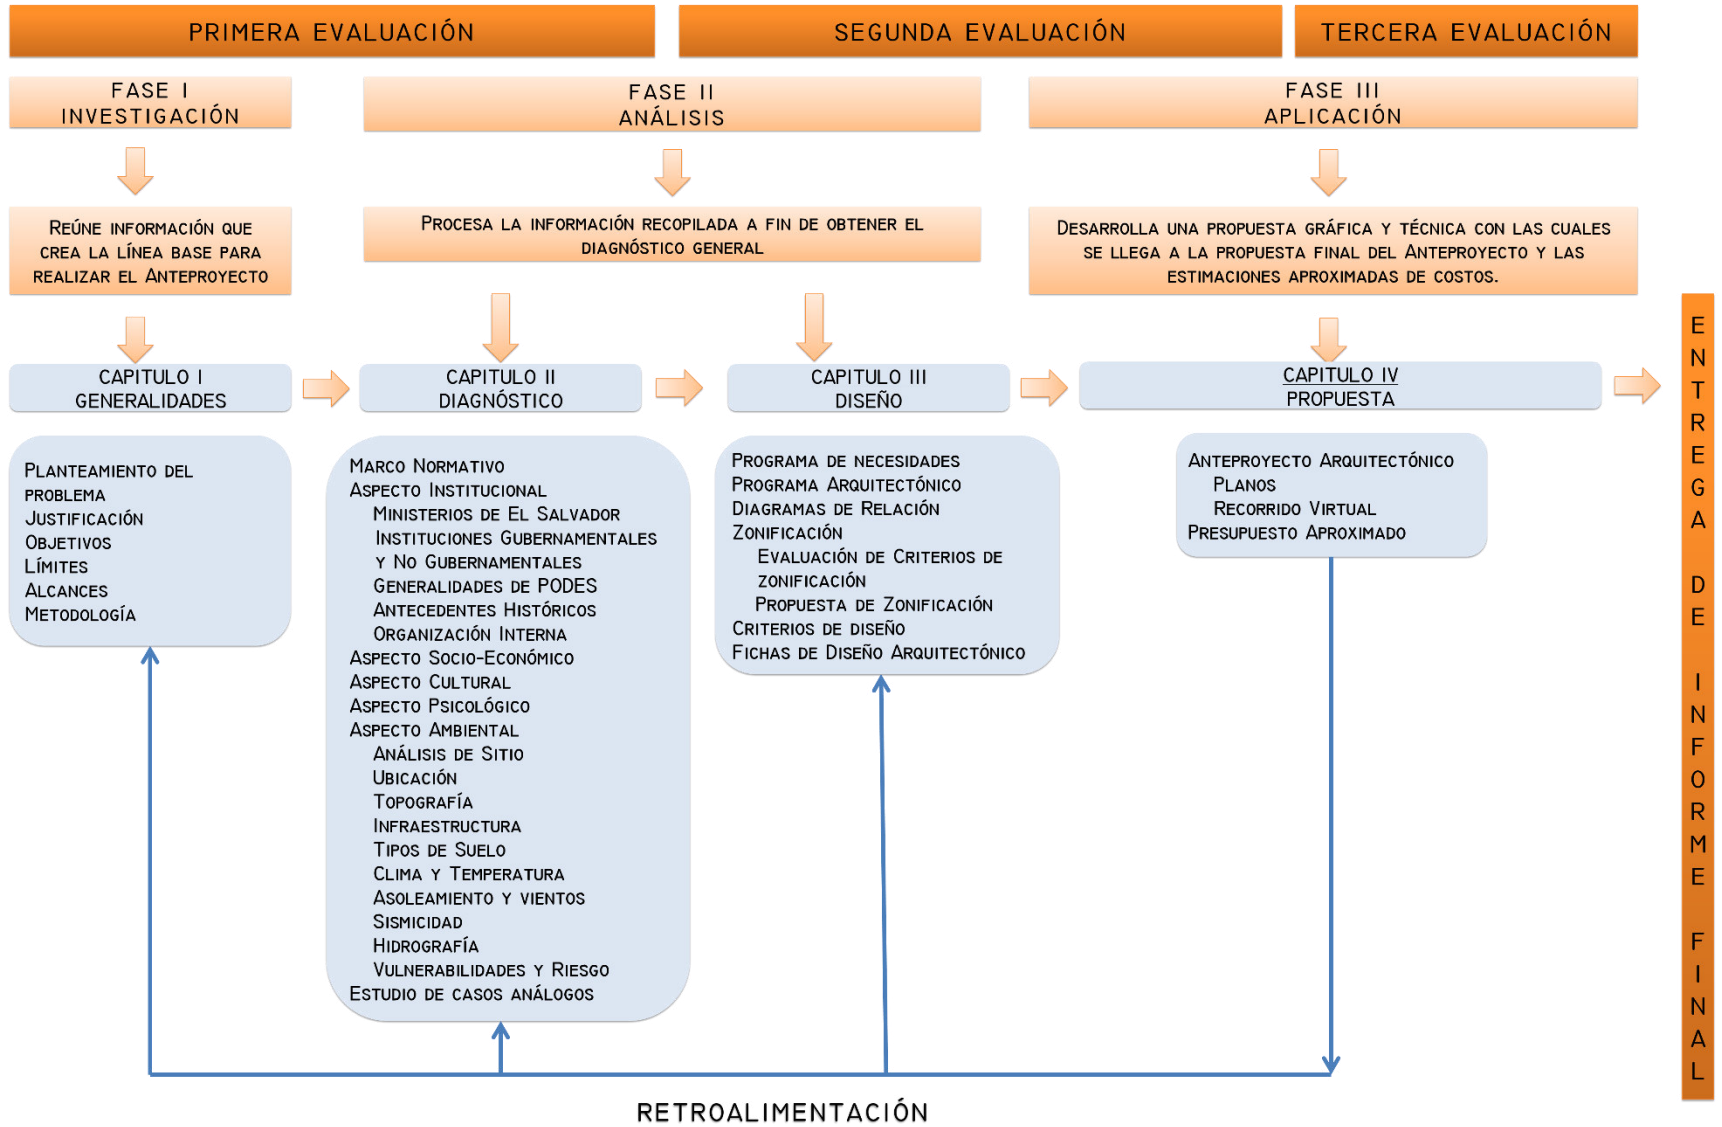 PRIMERA EVALUACIÓN
SEGUNDA EVALUACIÓN
TERCERA EVALUACIÓN
FASE I
INVESTIGACIÓN
FASE II
ANÁLISIS
FASE III
APLICACIÓN
REÚNE INFORMACIÓN QUE
CREA LA LÍNEA BASE PARA
REALIZAR EL ANTEPROYECTO
PROCESA LA INFORMACIÓN RECOPILADA A FIN DE OBTENER EL
DIAGNÓSTICO GENERAL
DESARROLLA UNA PROPUESTA GRÁFICA Y TÉCNICA CON LAS CUALES
SE LLEGA A LA PROPUESTA FINAL DEL ANTEPROYECTO Y LAS
ESTIMACIONES APROXIMADAS DE COSTOS.
CAPITULO I
GENERALIDADES
CAPITULO II
DIAGNÓSTICO
CAPITULO III
DISEÑO
CAPITULO IV
PROPUESTA
PLANTEAMIENTO DEL
PROBLEMA
JUSTIFICACIÓN
OBJETIVOS
LÍMITES
ALCANCES
METODOLOGÍA
MARCO NORMATIVO
ASPECTO INSTITUCIONAL
MINISTERIOS DE EL SALVADOR
INSTITUCIONES GUBERNAMENTALES
Y NO GUBERNAMENTALES
GENERALIDADES DE PODES
ANTECEDENTES HISTÓRICOS
ORGANIZACIÓN INTERNA
ASPECTO SOCIO-ECONÓMICO
ASPECTO CULTURAL
ASPECTO PSICOLÓGICO
ASPECTO AMBIENTAL
ANÁLISIS DE SITIO
UBICACIÓN
TOPOGRAFÍA
INFRAESTRUCTURA
TIPOS DE SUELO
CLIMA Y TEMPERATURA
ASOLEAMIENTO Y VIENTOS
SISMICIDAD
HIDROGRAFÍA
VULNERABILIDADES Y RIESGO
ESTUDIO DE CASOS ANÁLOGOS
PROGRAMA DE NECESIDADES
PROGRAMA ARQUITECTÓNICO
DIAGRAMAS DE RELACIÓN
ZONIFICACIÓN
EVALUACIÓN DE CRITERIOS DE
ZONIFICACIÓN
PROPUESTA DE ZONIFICACIÓN
CRITERIOS DE DISEÑO
FICHAS DE DISEÑO ARQUITECTÓNICO
ANTEPROYECTO ARQUITECTÓNICO
PLANOS
RECORRIDO VIRTUAL
PRESUPUESTO APROXIMADO
ENTREGA DE INFORME FINAL
RETROALIMENTACIÓN